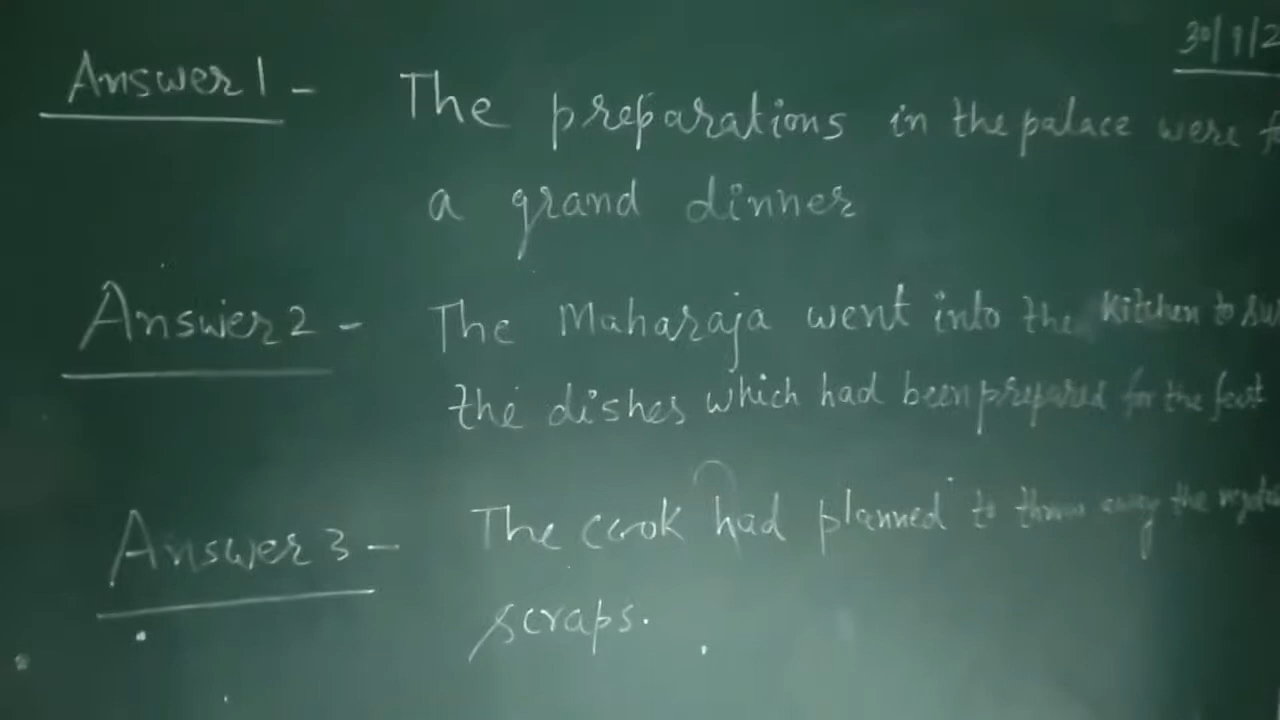 30/1/2
Answer 1 - The preparations in the palace were
a grand dinner
Answer 2 - The Maharaja went into the Kitchen to
the dishes which had been prepared for the feast
Answer 3 - The cook had planned to throw away the
scraps.